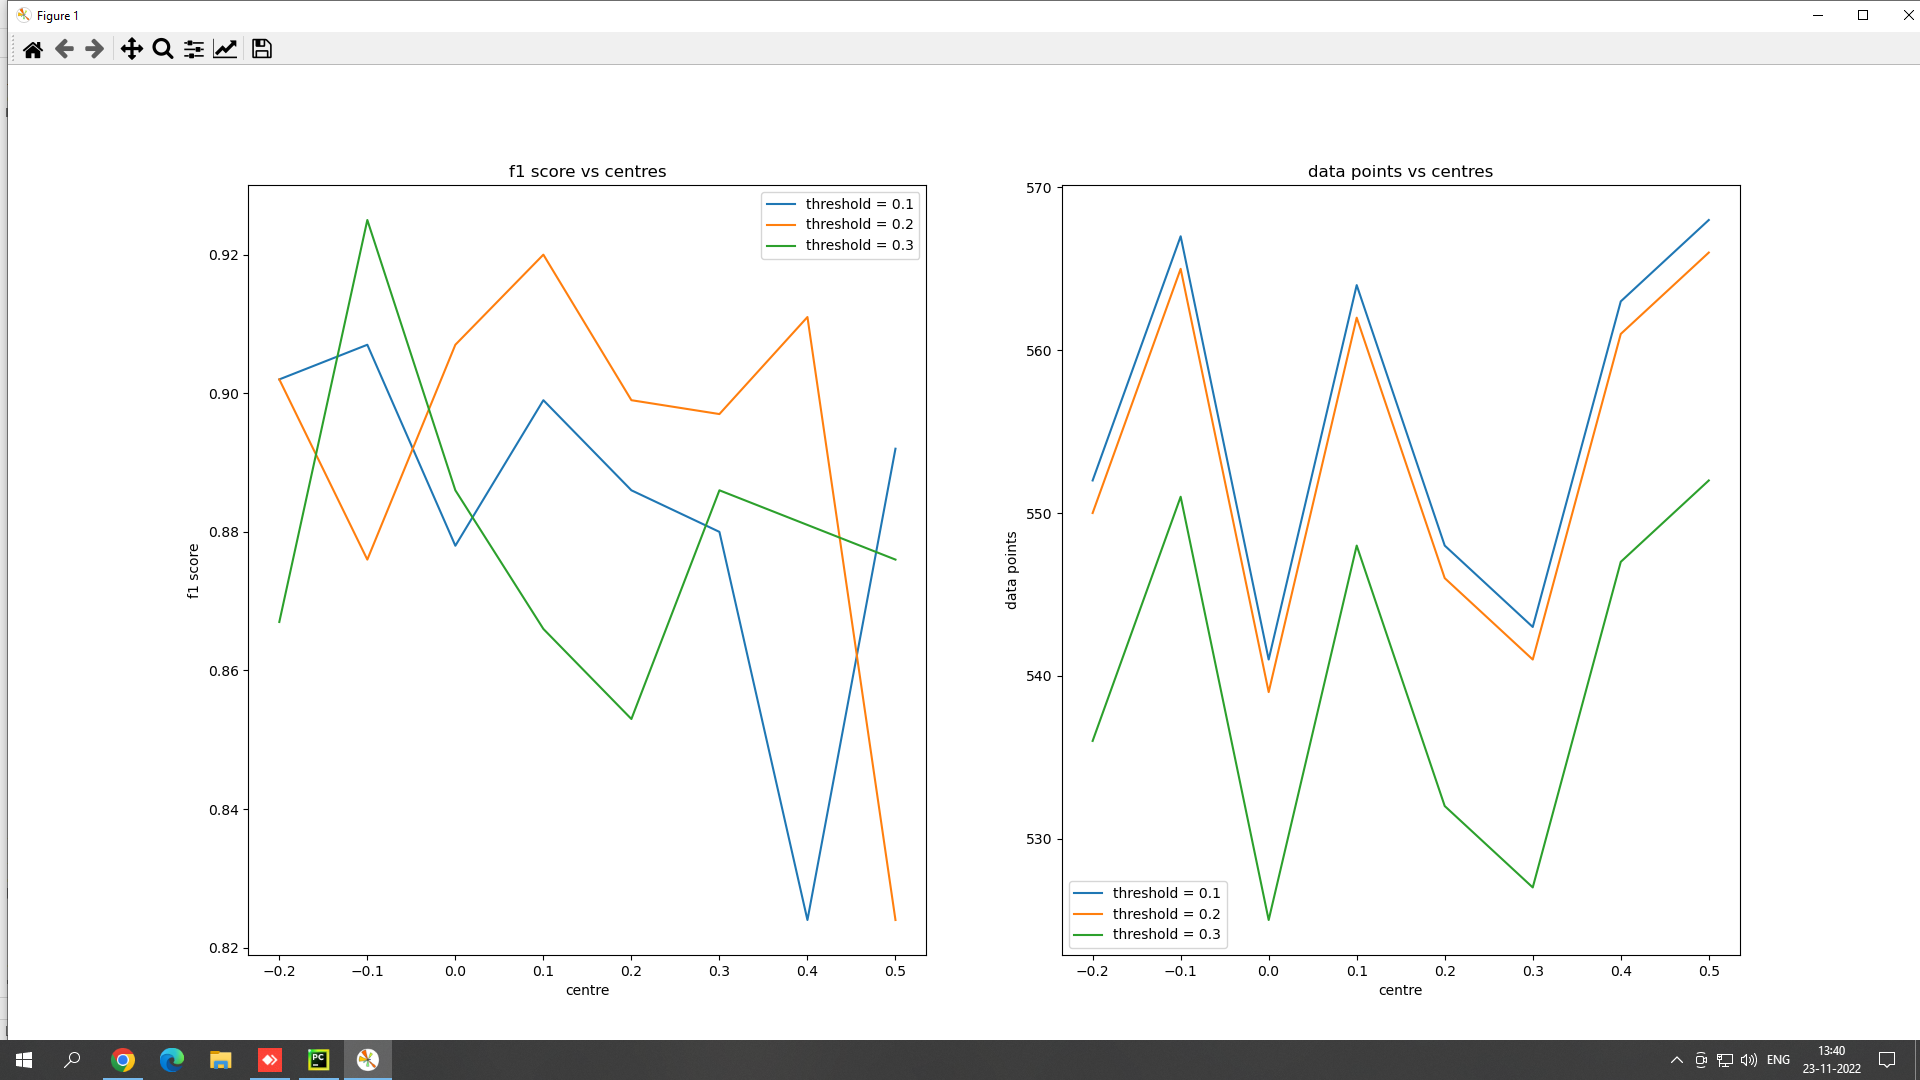 Figure 1
f1 score vs centres
threshold = 0.1
threshold = 0.2
threshold = 0.3
0.92
0.90
0.88
0.86
0.84
0.82
f1 score
−0.2 −0.1 0.0 0.1 0.2 0.3 0.4 0.5
centre
data points vs centres
570
560
550
540
530
data points
threshold = 0.1
threshold = 0.2
threshold = 0.3
−0.2 −0.1 0.0 0.1 0.2 0.3 0.4 0.5
centre
PC
ENG
13:40
23-11-2022